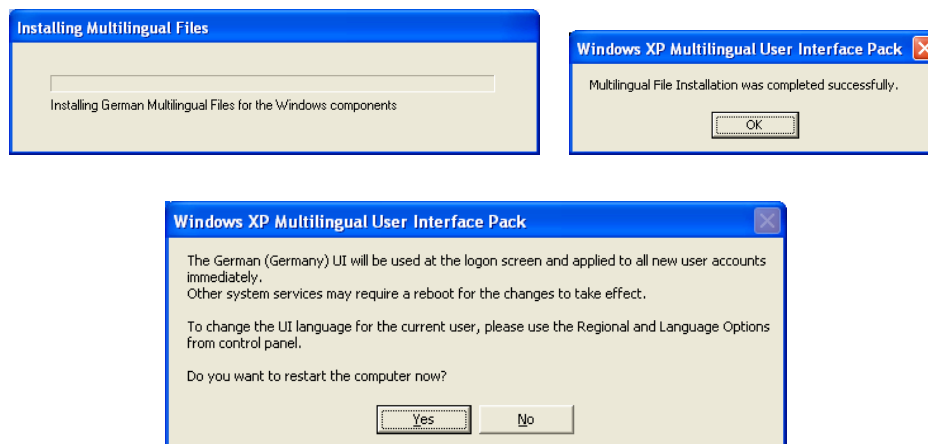 Installing Multilingual Files
Installing German Multilingual Files for the Windows components
Windows XP Multilingual User Interface Pack
Multilingual File Installation was completed successfully.
OK
Windows XP Multilingual User Interface Pack
The German (Germany) UI will be used at the logon screen and applied to all new user accounts
immediately.
Other system services may require a reboot for the changes to take effect.
To change the UI language for the current user, please use the Regional and Language Options
from control panel.
Do you want to restart the computer now?
Yes
No